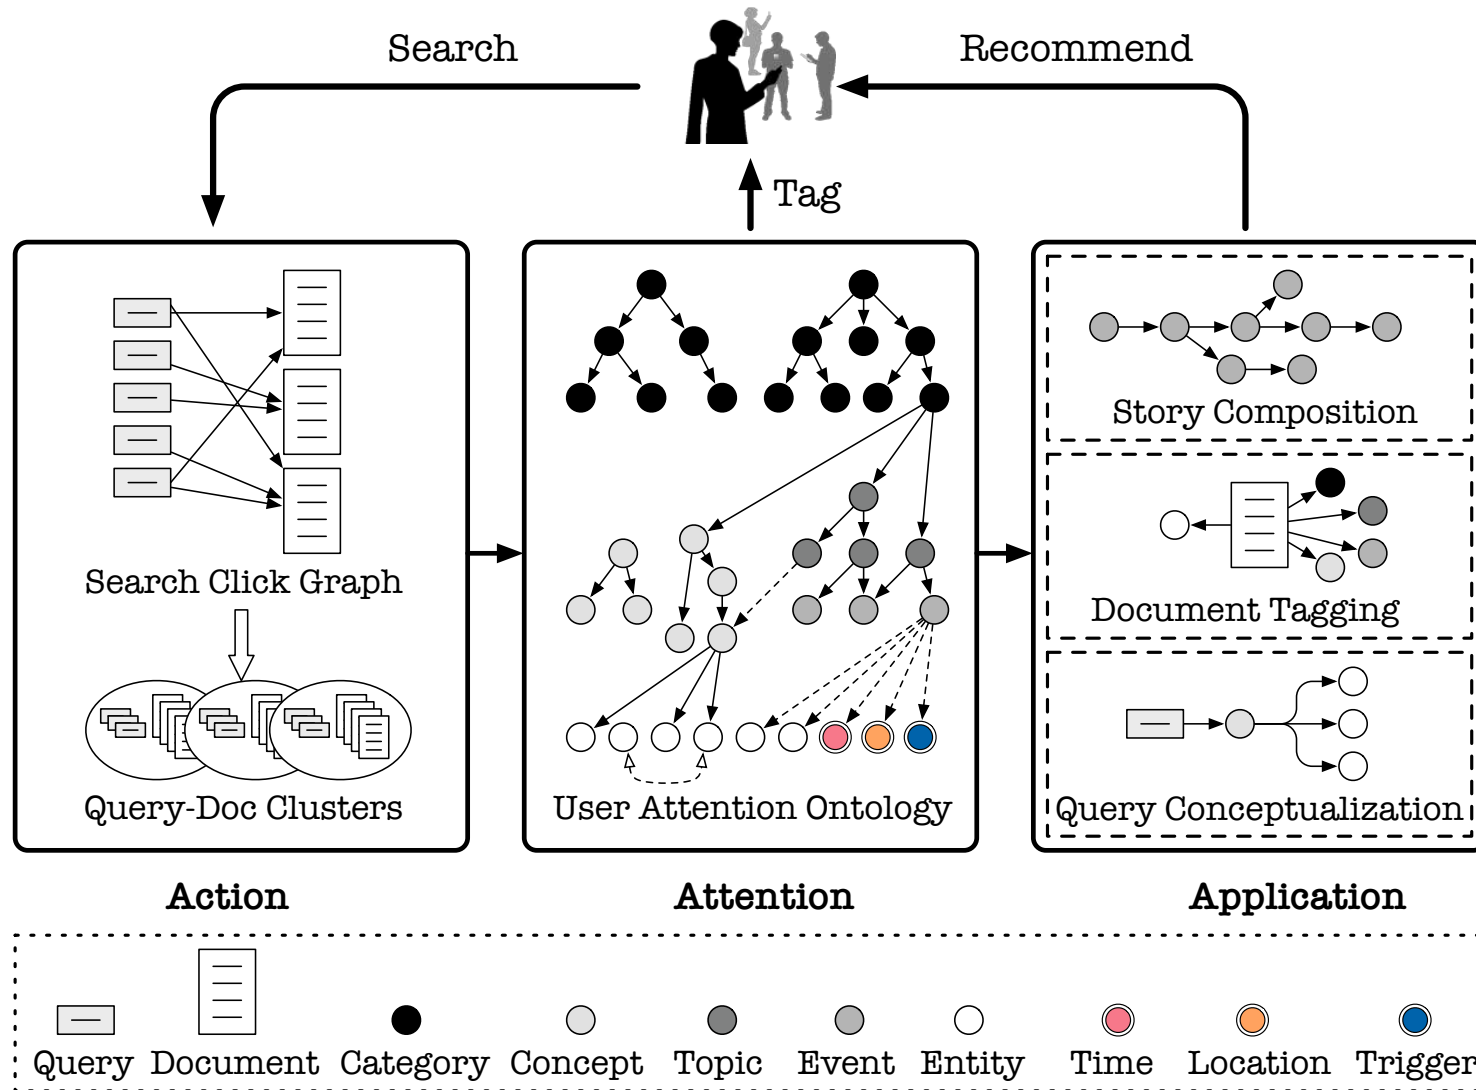 Search
Recommend
Tag
Search Click Graph
Query-Doc Clusters
User Attention Ontology
Story Composition
Document Tagging
Query Conceptualization
Action
Attention
Application
Query Document Category Concept Topic Event Entity Time Location Trigger